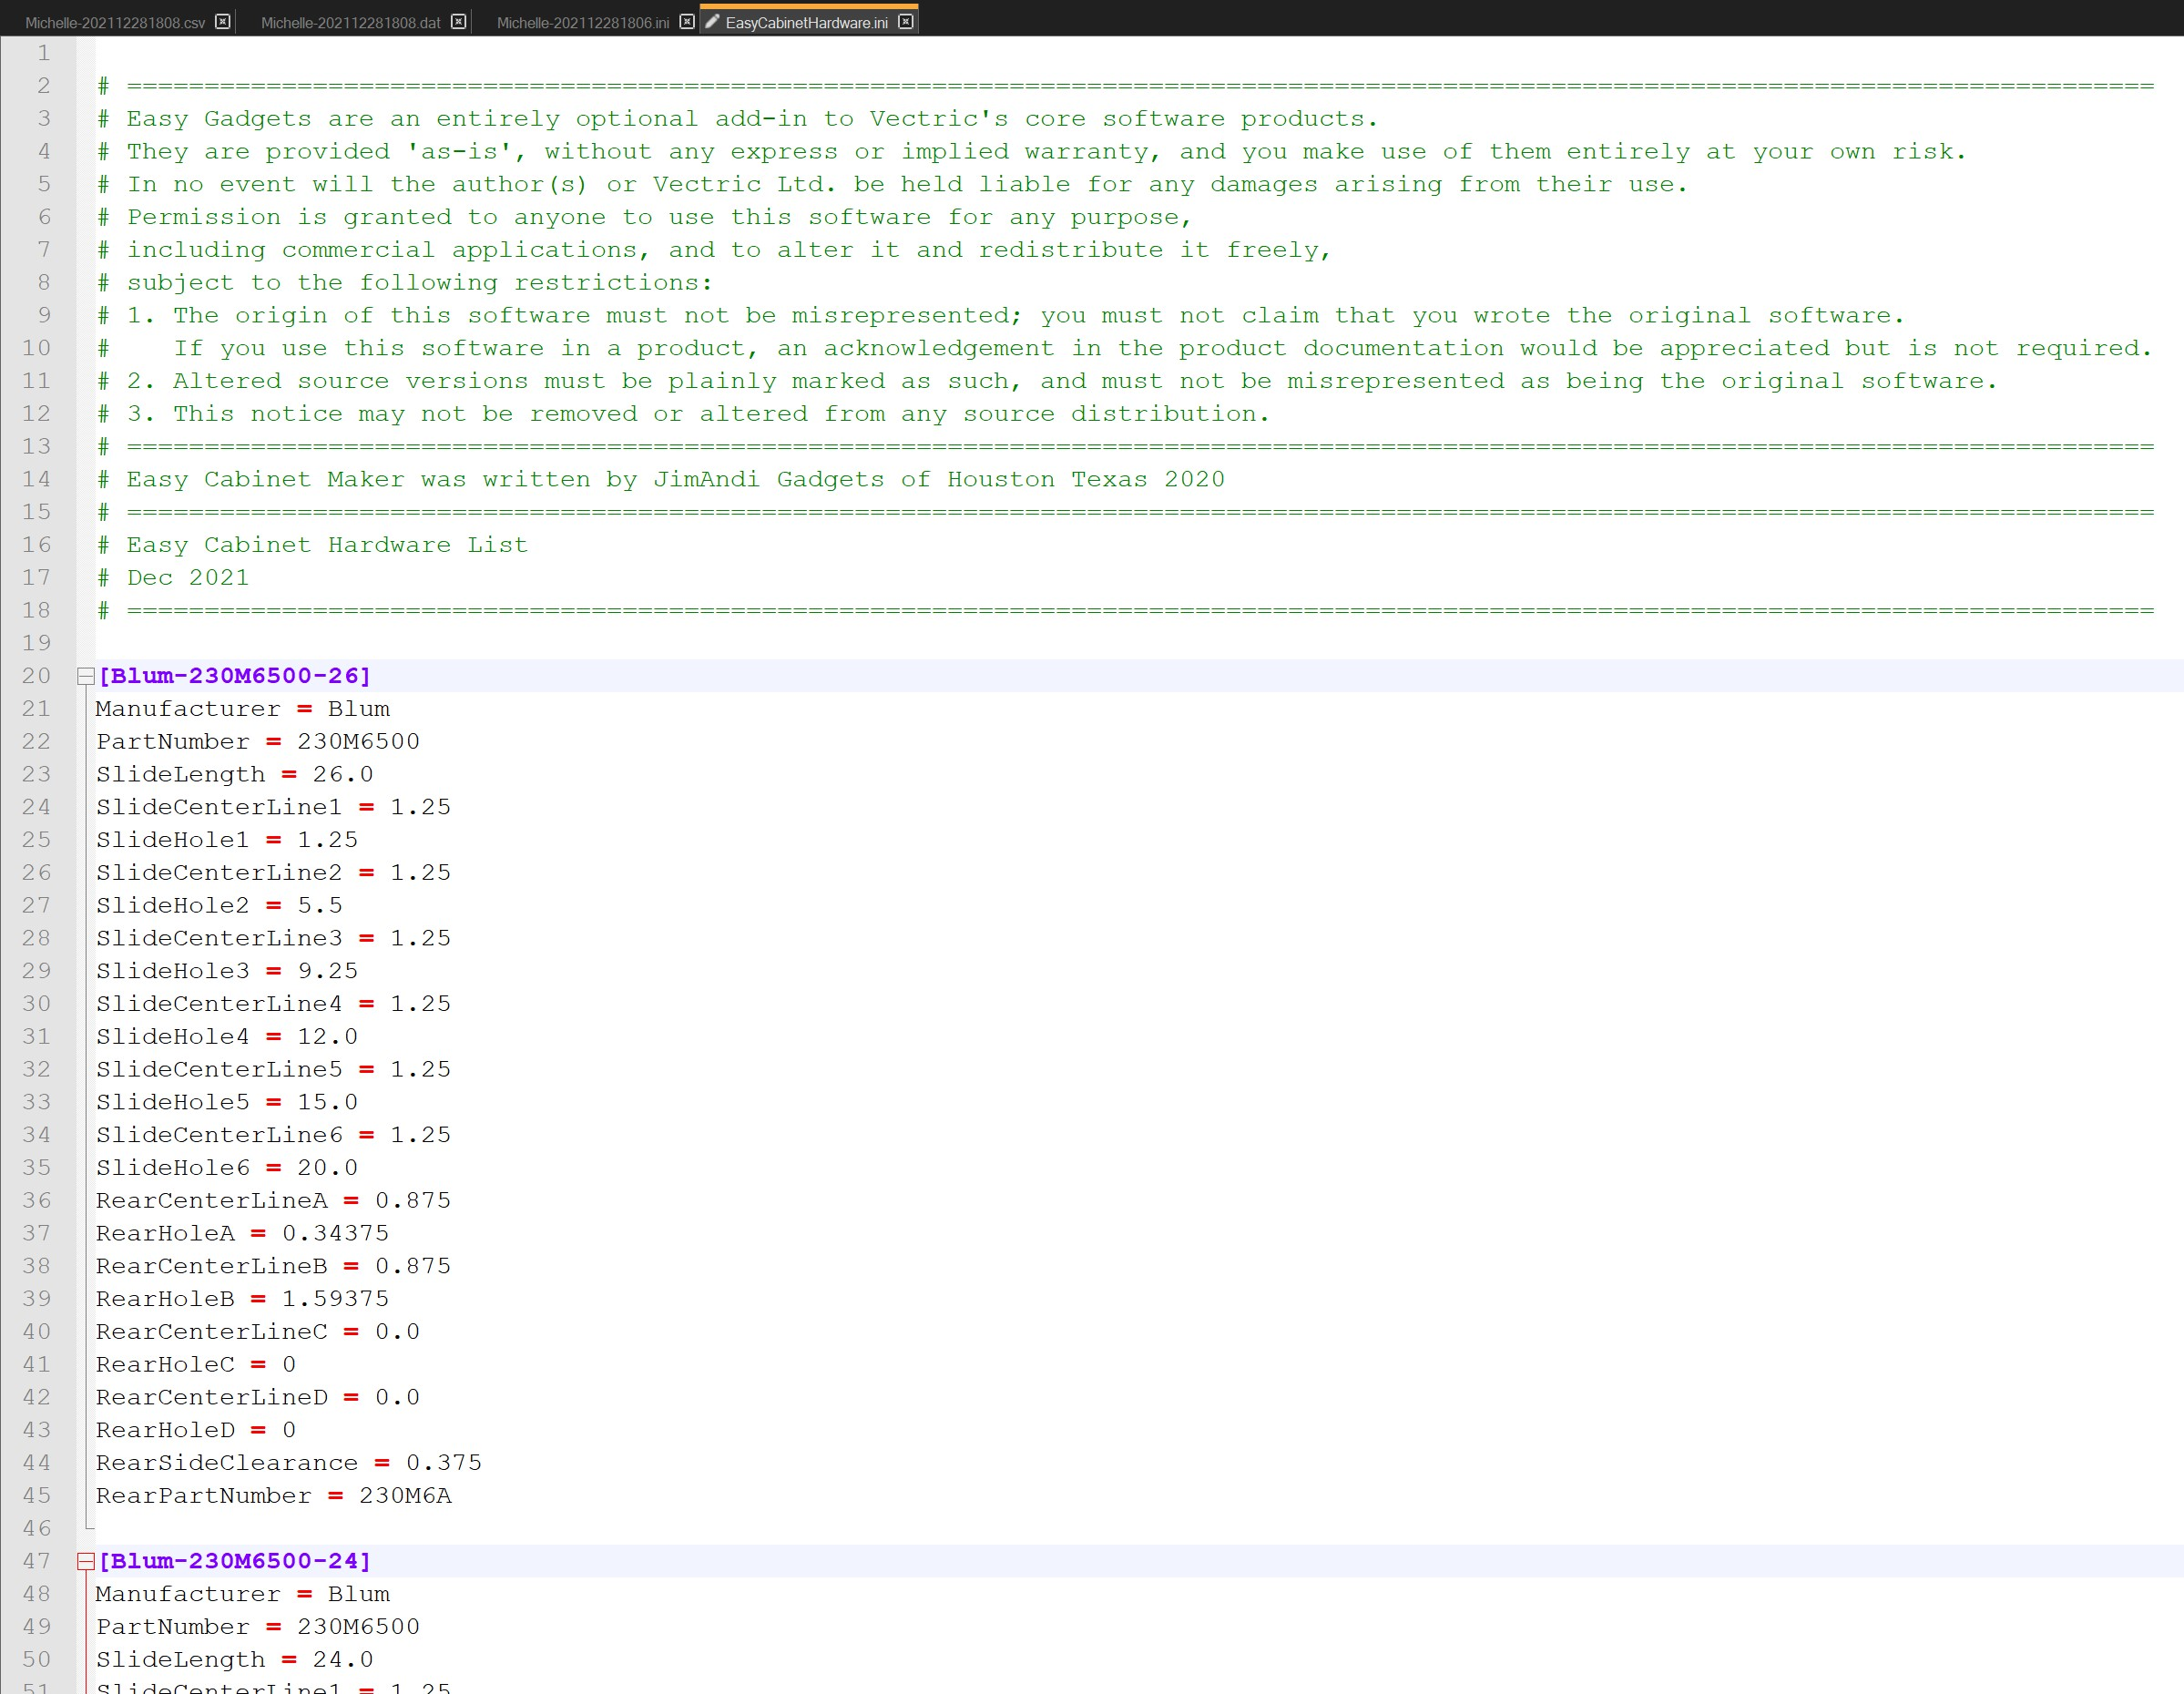 Michelle-202112281808.csv Michelle-202112281808.dat Michelle-202112281806.ini EasyCabinetHardware.ini
1
2 # ===================================================================================================================================
3 # Easy Gadgets are an entirely optional add-in to Vectric's core software products.
4 # They are provided 'as-is', without any express or implied warranty, and you make use of them entirely at your own risk.
5 # In no event will the author(s) or Vectric Ltd. be held liable for any damages arising from their use.
6 # Permission is granted to anyone to use this software for any purpose,
7 # including commercial applications, and to alter it and redistribute it freely,
8 # subject to the following restrictions:
9 # 1. The origin of this software must not be misrepresented; you must not claim that you wrote the original software.
10 #    If you use this software in a product, an acknowledgement in the product documentation would be appreciated but is not required.
11 # 2. Altered source versions must be plainly marked as such, and must not be misrepresented as being the original software.
12 # 3. This notice may not be removed or altered from any source distribution.
13 # ===================================================================================================================================
14 # Easy Cabinet Maker was written by JimAndi Gadgets of Houston Texas 2020
15 # ===================================================================================================================================
16 # Easy Cabinet Hardware List
17 # Dec 2021
18 # ===================================================================================================================================
19
20 [Blum-230M6500-26]
21 Manufacturer = Blum
22 PartNumber = 230M6500
23 SlideLength = 26.0
24 SlideCenterLine1 = 1.25
25 SlideHole1 = 1.25
26 SlideCenterLine2 = 1.25
27 SlideHole2 = 5.5
28 SlideCenterLine3 = 1.25
29 SlideHole3 = 9.25
30 SlideCenterLine4 = 1.25
31 SlideHole4 = 12.0
32 SlideCenterLine5 = 1.25
33 SlideHole5 = 15.0
34 SlideCenterLine6 = 1.25
35 SlideHole6 = 20.0
36 RearCenterLineA = 0.875
37 RearHoleA = 0.34375
38 RearCenterLineB = 0.875
39 RearHoleB = 1.59375
40 RearCenterLineC = 0.0
41 RearHoleC = 0
42 RearCenterLineD = 0.0
43 RearHoleD = 0
44 RearSideClearance = 0.375
45 RearPartNumber = 230M6A
46
47 [Blum-230M6500-24]
48 Manufacturer = Blum
49 PartNumber = 230M6500
50 SlideLength = 24.0
51 SlideCenterLine1 = 1.25